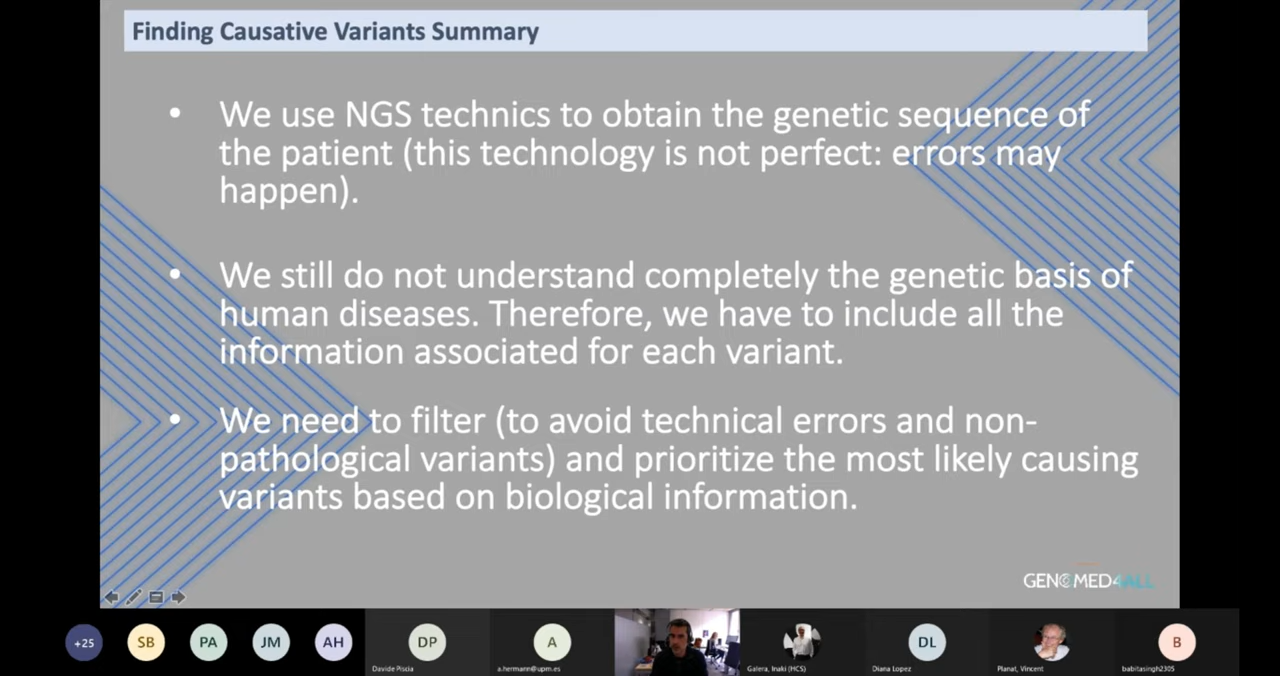 Finding Causative Variants Summary
• We use NGS technics to obtain the genetic sequence of
the patient (this technology is not perfect: errors may
happen).
• We still do not understand completely the genetic basis of
human diseases. Therefore, we have to include all the
information associated for each variant.
• We need to filter (to avoid technical errors and non-
pathological variants) and prioritize the most likely causing
variants based on biological information.
GENOMED4ALL
+25 SB PA JM AH DP A DL B
Davide Piscia a.hermann@upm.es Galera, Inaki (HCS) Diana Lopez Planat, Vincent babitasingh2305